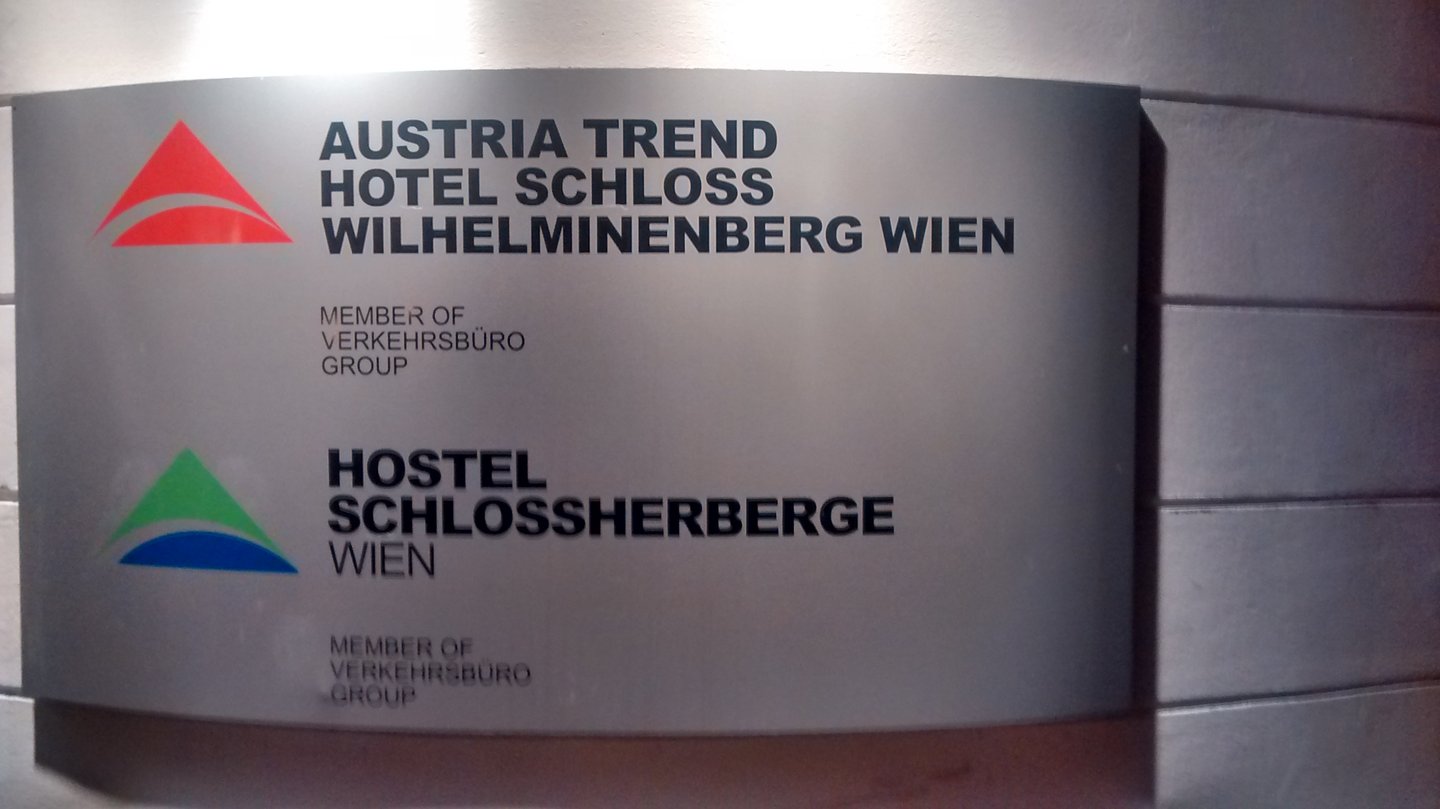 AUSTRIA TREND
HOTEL SCHLOSS
WILHELMINENBERG WIEN
MEMBER OF
VERKEHRSBÜRO
GROUP
HOSTEL
SCHLOSSHERBERGE
WIEN
MEMBER OF
VERKEHRSBÜRO
GROUP